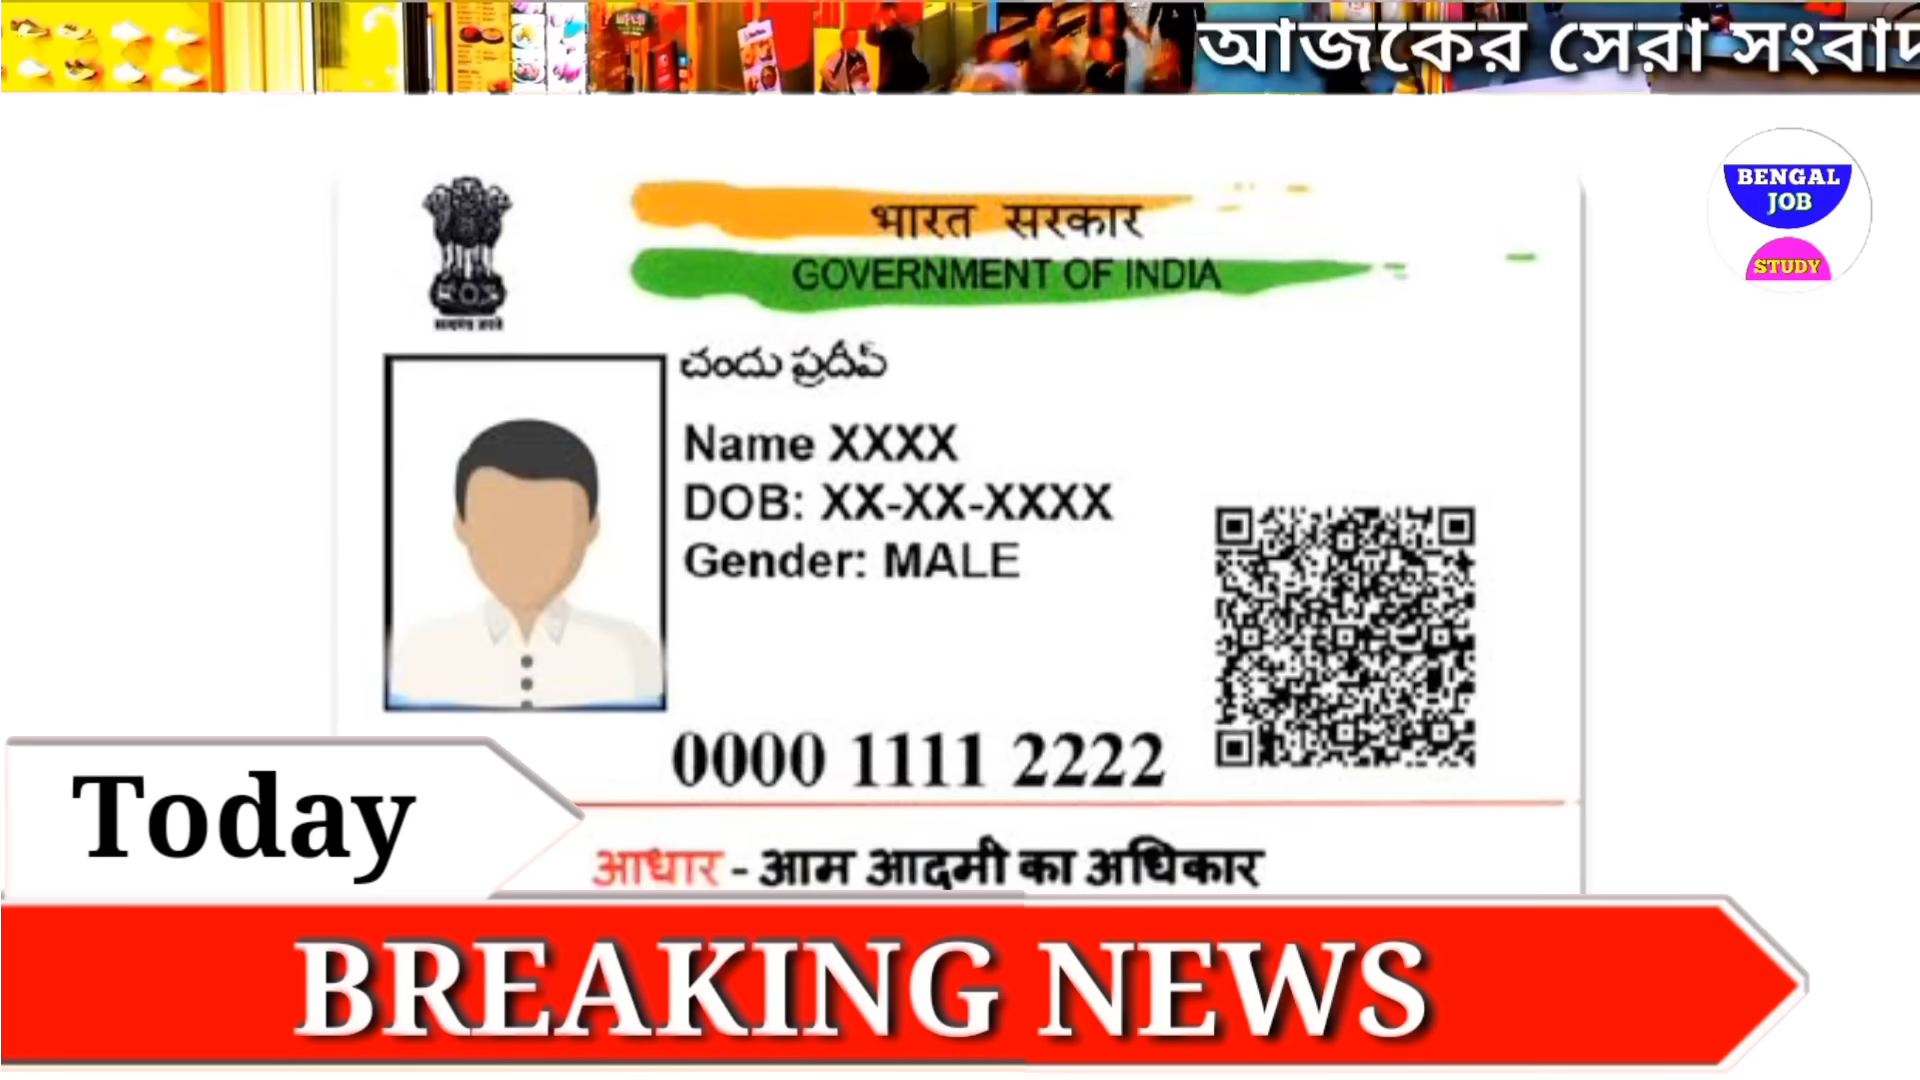 আজকের সেরা সংবাদ
BENGAL
JOB
STUDY
भारत सरकार
GOVERNMENT OF INDIA
చందు ప్రదీప్
Name XXXX
DOB: XX-XX-XXXX
Gender: MALE
0000 1111 2222
Today
आधार - आम आदमी का अधिकार
BREAKING NEWS